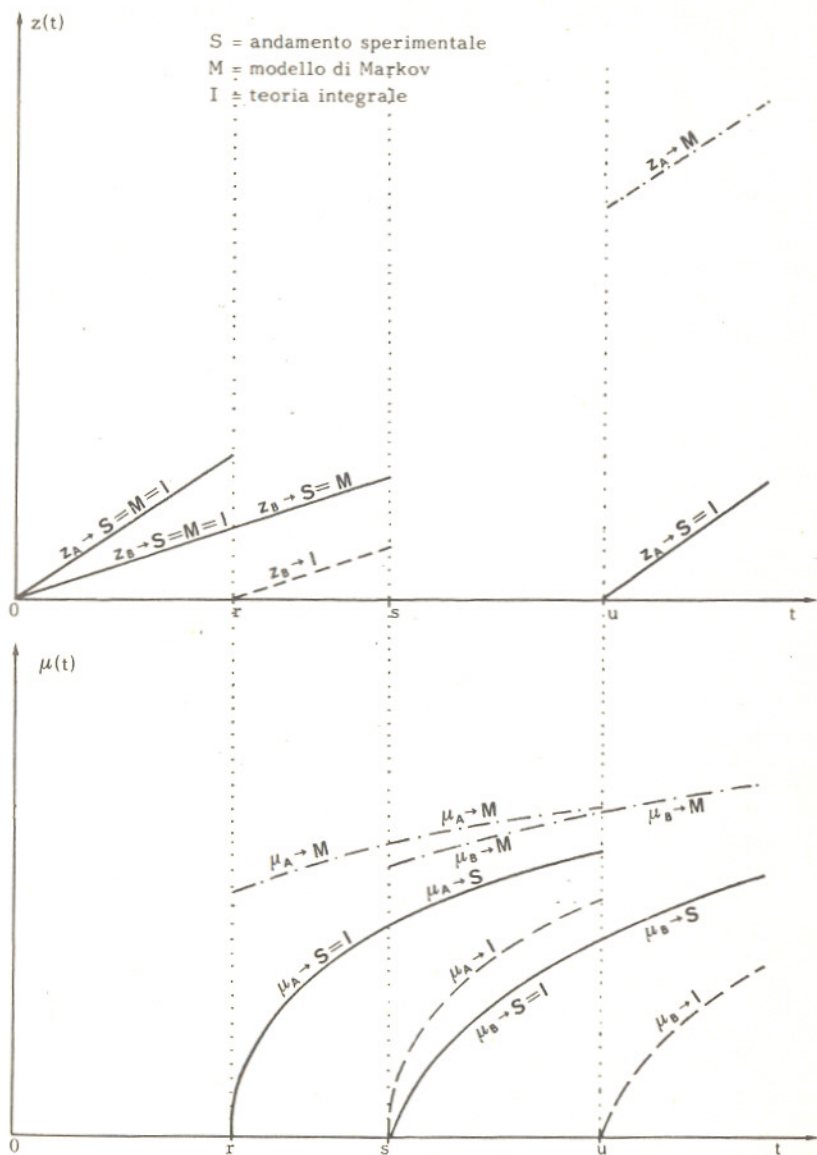 z(t)
S = andamento sperimentale
M = modello di Markov
I = teoria integrale
z_A → M
z_A → S=M=I
z_B → S=M
z_B → S=M=I
z_B → I
z_A → S=I
0 r s u t
μ(t)
μ_A → M
μ_A → M
μ_B → M
μ_B → M
μ_A → S
μ_A → S=I
μ_A → I
μ_B → S
μ_B → S=I
μ_B → I
0 r s u t